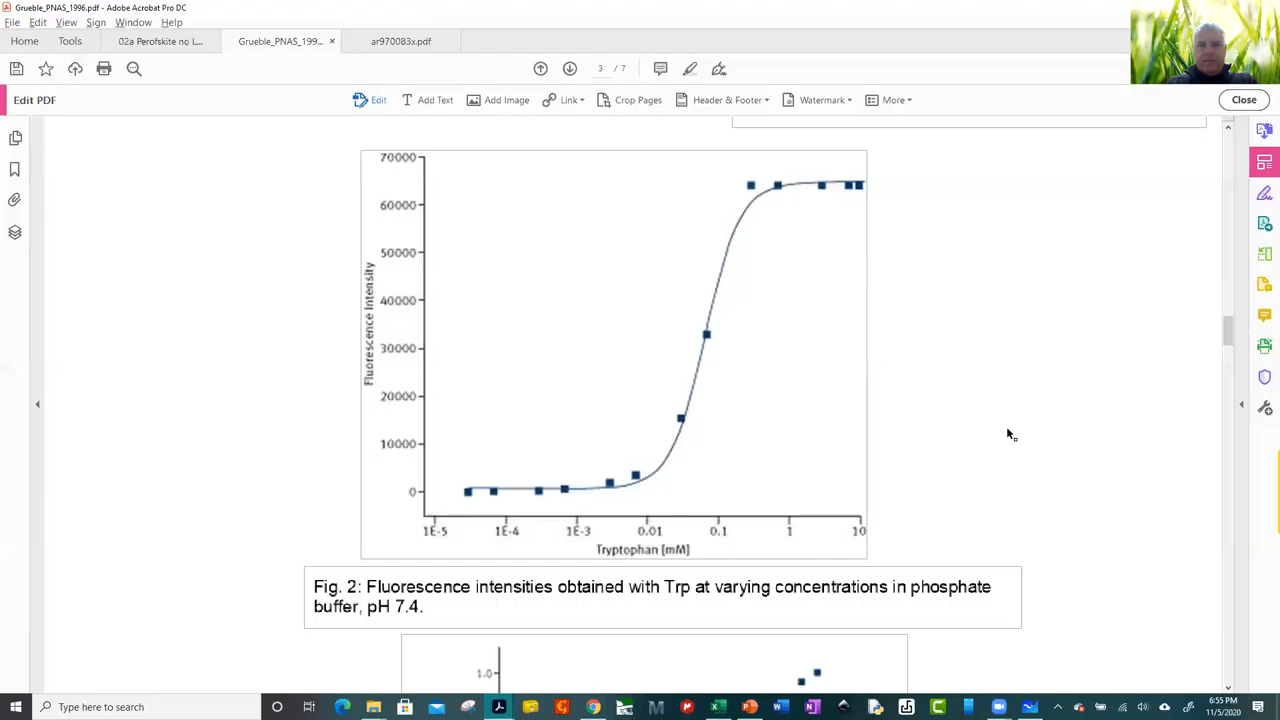 Grueble_PNAS_1996.pdf - Adobe Acrobat Pro DC
File Edit View Sign Window Help
Home Tools 02a Perofskite no L... Grueble_PNAS_199... × ar970083x.pdf
3 / 7
Edit PDF Edit Add Text Add Image Link Crop Pages Header & Footer Watermark More Close
70000
60000
50000
40000
30000
20000
10000
0
Fluorescence Intensity
1E-5 1E-4 1E-3 0.01 0.1 1 10
Tryptophan [mM]
Fig. 2: Fluorescence intensities obtained with Trp at varying concentrations in phosphate
buffer, pH 7.4.
1.0
Type here to search
6:55 PM
11/5/2020